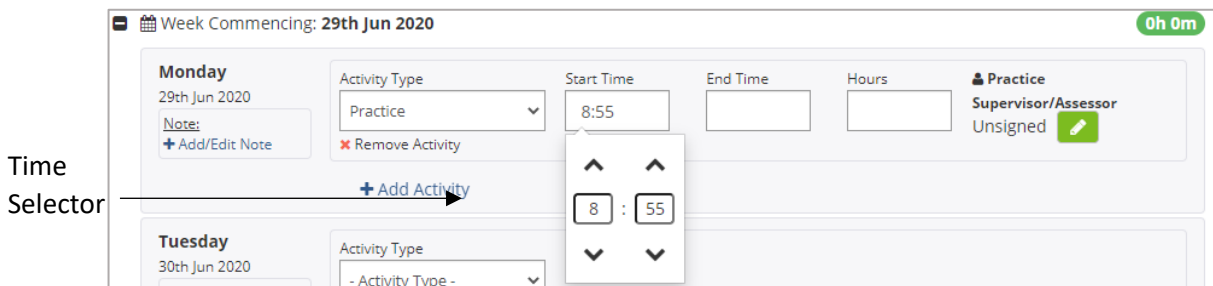 Week Commencing: 29th Jun 2020 0h 0m
Monday
29th Jun 2020
Note:
+ Add/Edit Note
Activity Type Start Time End Time Hours
Practice 8:55
✖ Remove Activity
+ Add Activity
8 : 55
Practice
Supervisor/Assessor
Unsigned
Time
Selector
Tuesday
30th Jun 2020
Activity Type
- Activity Type -